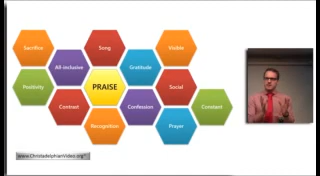 Sacrifice
Song
Visible
All-inclusive
Gratitude
Positivity
PRAISE
Social
Contrast
Confession
Constant
Recognition
Prayer
www.ChristadelphianVideo.org